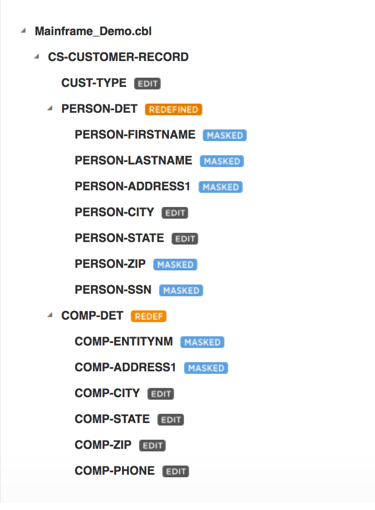 Mainframe_Demo.cbl
CS-CUSTOMER-RECORD
CUST-TYPE EDIT
PERSON-DET REDEFINED
PERSON-FIRSTNAME MASKED
PERSON-LASTNAME MASKED
PERSON-ADDRESS1 MASKED
PERSON-CITY EDIT
PERSON-STATE EDIT
PERSON-ZIP MASKED
PERSON-SSN MASKED
COMP-DET REDEF
COMP-ENTITYNM MASKED
COMP-ADDRESS1 MASKED
COMP-CITY EDIT
COMP-STATE EDIT
COMP-ZIP EDIT
COMP-PHONE EDIT